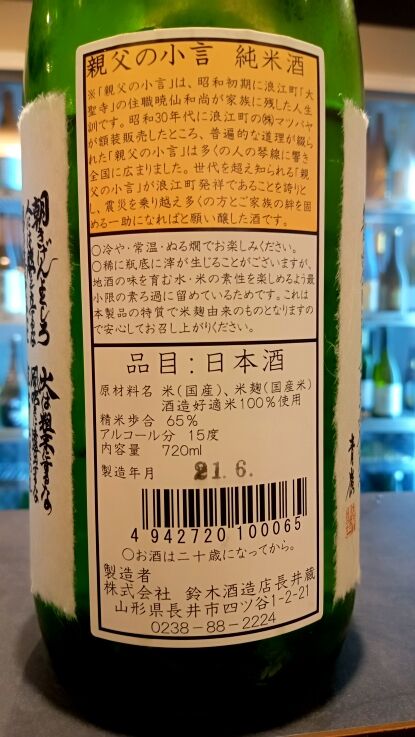 親父の小言 純米酒
※「親父の小言」は、昭和初期に浪江町「大
聖寺」の住職暁仙和尚が家族に残した人生
訓です。昭和30年代に浪江町の㈱マツバヤ
が額装販売したところ、普遍的な道理が綴ら
れた「親父の小言」は多くの人の琴線に響き
全国に広まりました。世代を超え知られる「親
父の小言」が浪江町発祥であることを誇りと
し、震災を乗り越え多くの方とご家族の絆を固
める一助になればと願い醸した酒です。
○冷や・常温・ぬる燗でお楽しみください。
○稀に瓶底に滓が生じることがございますが、
地酒の味を育む水・米の素性を楽しめるよう最
小限の素ろ過に留めているためです。これは
本製品の特質で米麹由来のものとなりますの
で安心してお召し上がりください。
品目：日本酒
原材料名 米(国産)、米麹(国産米)
酒造好適米100％使用
精米歩合 65％
アルコール分 15度
内容量 720ml
製造年月 21.6.
4 942720 100065
○お酒は二十歳になってから。
製造者
株式会社 鈴木酒造店長井蔵
山形県長井市四ツ谷1-2-21
0238-88-2224